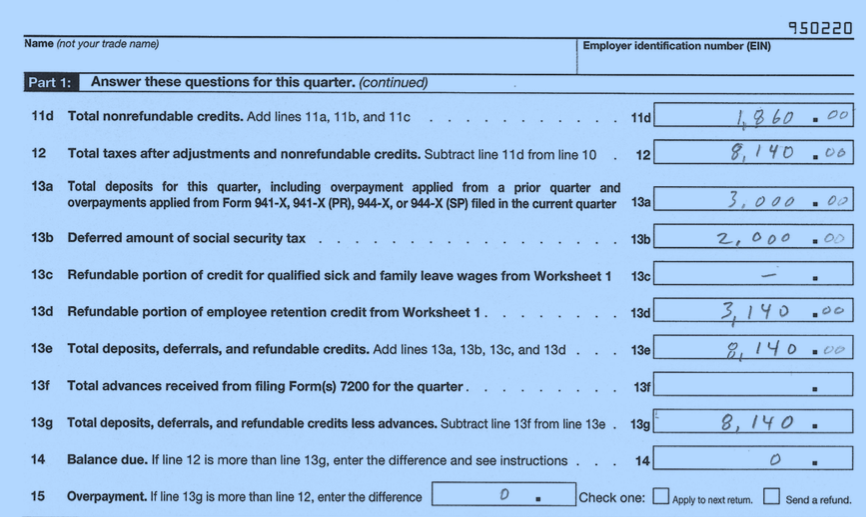 950220
Name (not your trade name) Employer identification number (EIN)
Part 1: Answer these questions for this quarter. (continued)
11d Total nonrefundable credits. Add lines 11a, 11b, and 11c . . . . . . . . . . . 11d 1,860 . 00
12 Total taxes after adjustments and nonrefundable credits. Subtract line 11d from line 10 . 12 8,140 . 00
13a Total deposits for this quarter, including overpayment applied from a prior quarter and
overpayments applied from Form 941-X, 941-X (PR), 944-X, or 944-X (SP) filed in the current quarter 13a 3,000 . 00
13b Deferred amount of social security tax . . . . . . . . . . . . . . . . . 13b 2,000 . 00
13c Refundable portion of credit for qualified sick and family leave wages from Worksheet 1 13c – .
13d Refundable portion of employee retention credit from Worksheet 1 . . . . . . . . 13d 3,140 . 00
13e Total deposits, deferrals, and refundable credits. Add lines 13a, 13b, 13c, and 13d . . . 13e 8,140 . 00
13f Total advances received from filing Form(s) 7200 for the quarter . . . . . . . . . 13f .
13g Total deposits, deferrals, and refundable credits less advances. Subtract line 13f from line 13e . 13g 8,140 .
14 Balance due. If line 12 is more than line 13g, enter the difference and see instructions . . . 14 0 .
15 Overpayment. If line 13g is more than line 12, enter the difference 0 . Check one: Apply to next return. Send a refund.